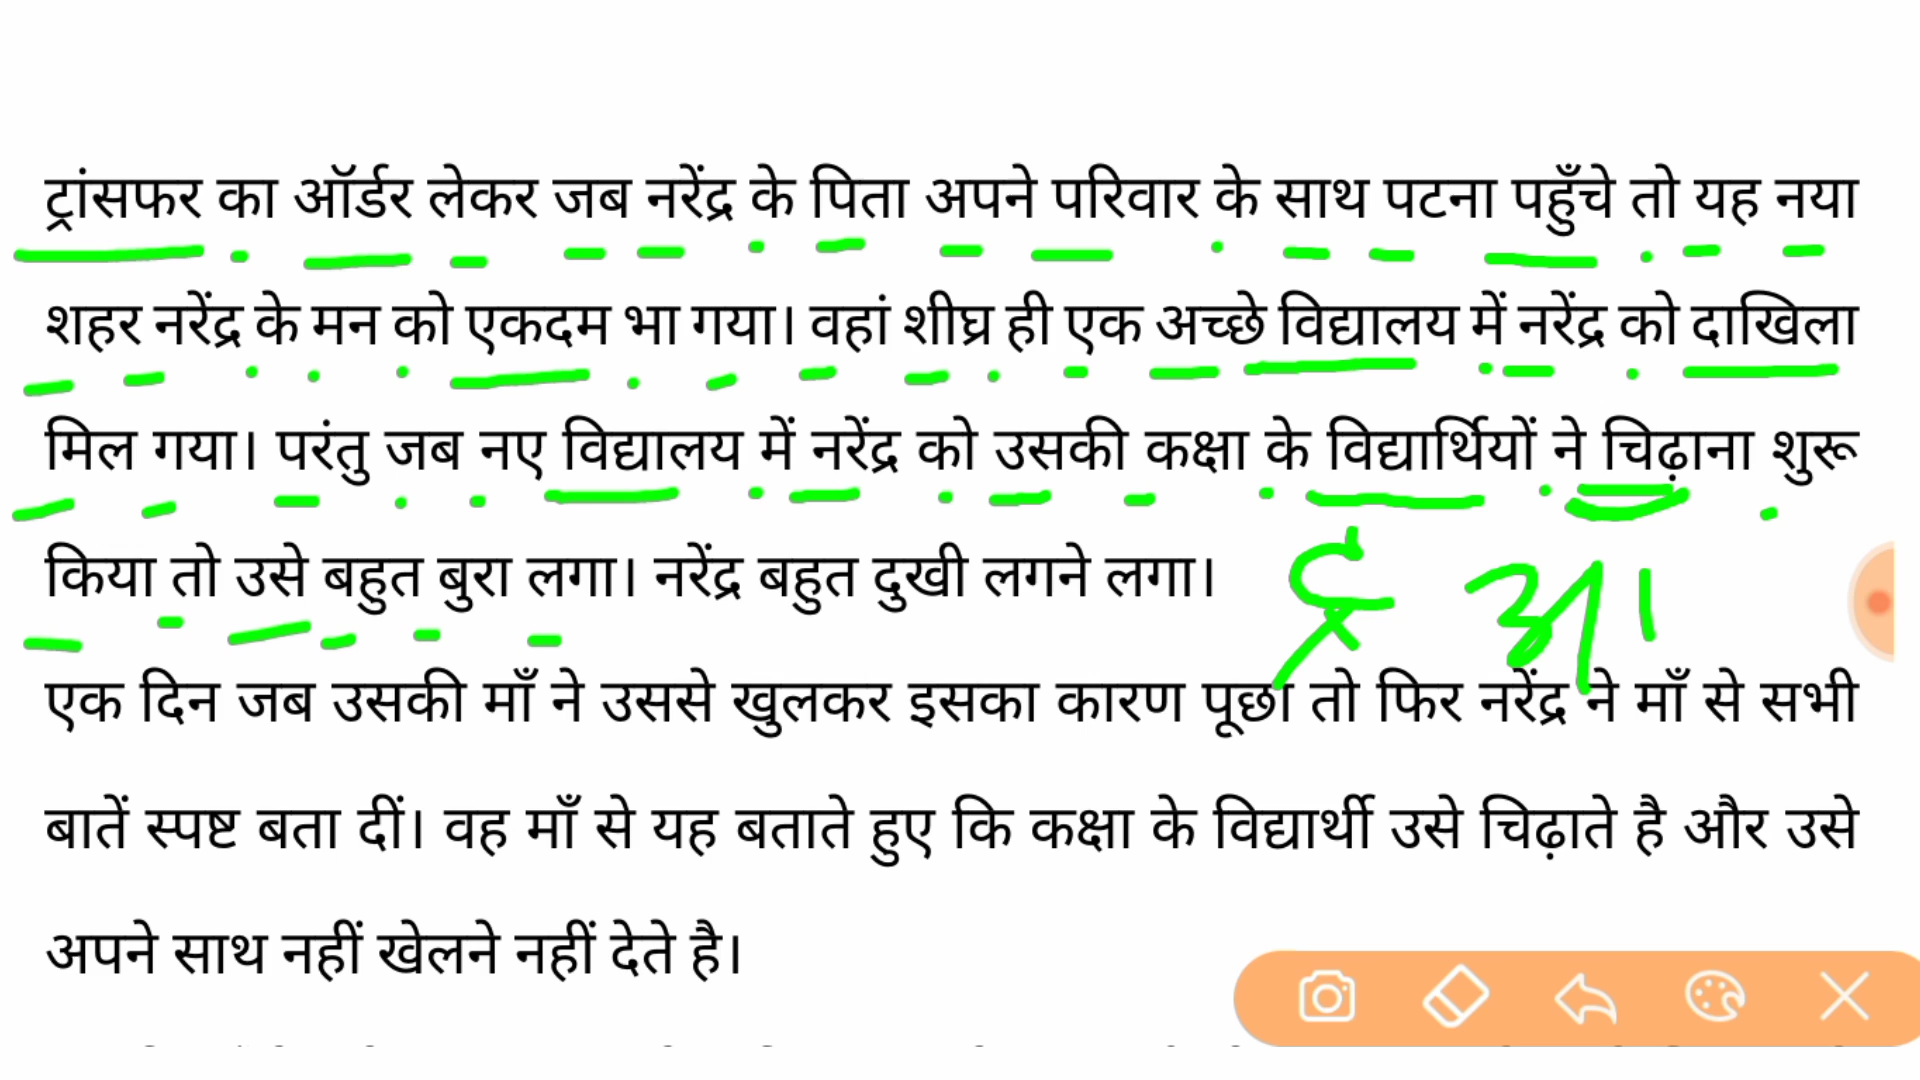 ट्रांसफर का ऑर्डर लेकर जब नरेंद्र के पिता अपने परिवार के साथ पटना पहुँचे तो यह नया
शहर नरेंद्र के मन को एकदम भा गया। वहां शीघ्र ही एक अच्छे विद्यालय में नरेंद्र को दाखिला
मिल गया। परंतु जब नए विद्यालय में नरेंद्र को उसकी कक्षा के विद्यार्थियों ने चिढ़ाना शुरू
किया तो उसे बहुत बुरा लगा। नरेंद्र बहुत दुखी लगने लगा।
एक दिन जब उसकी माँ ने उससे खुलकर इसका कारण पूछा तो फिर नरेंद्र ने माँ से सभी
बातें स्पष्ट बता दीं। वह माँ से यह बताते हुए कि कक्षा के विद्यार्थी उसे चिढ़ाते है और उसे
अपने साथ नहीं खेलने नहीं देते है।